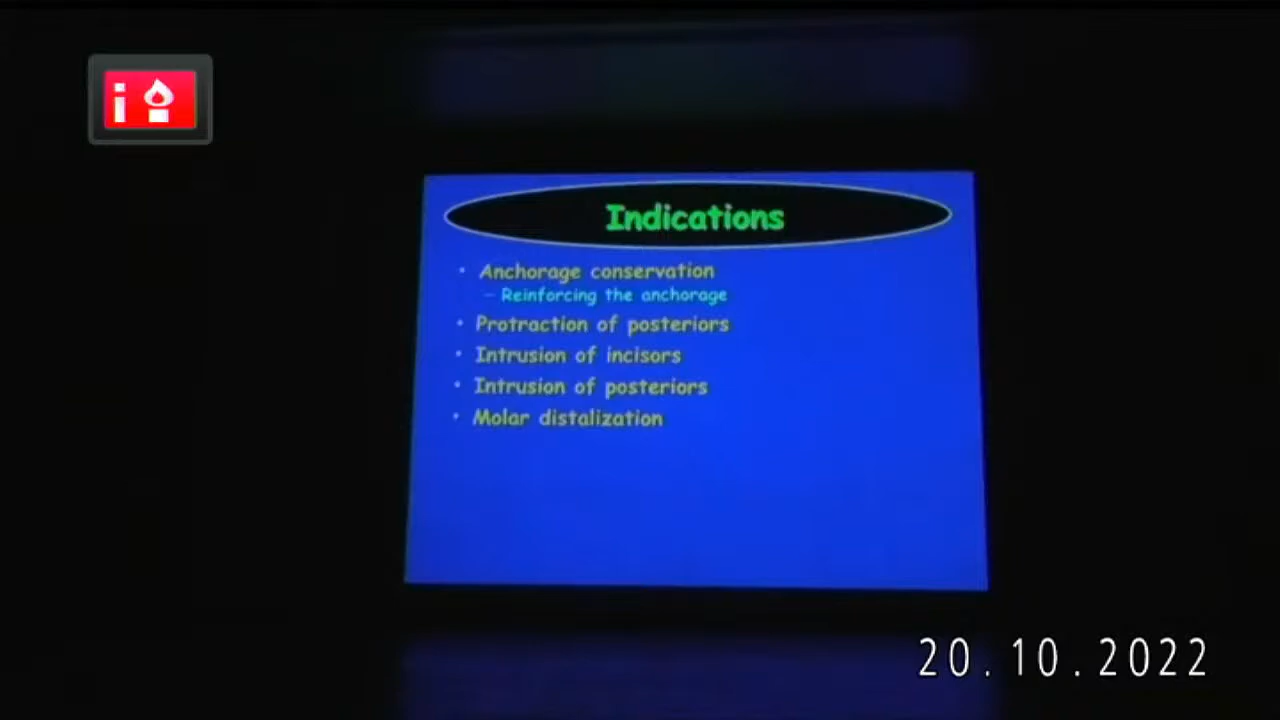 i
Indications
• Anchorage conservation
– Reinforcing the anchorage
• Protraction of posteriors
• Intrusion of incisors
• Intrusion of posteriors
• Molar distalization
20.10.2022